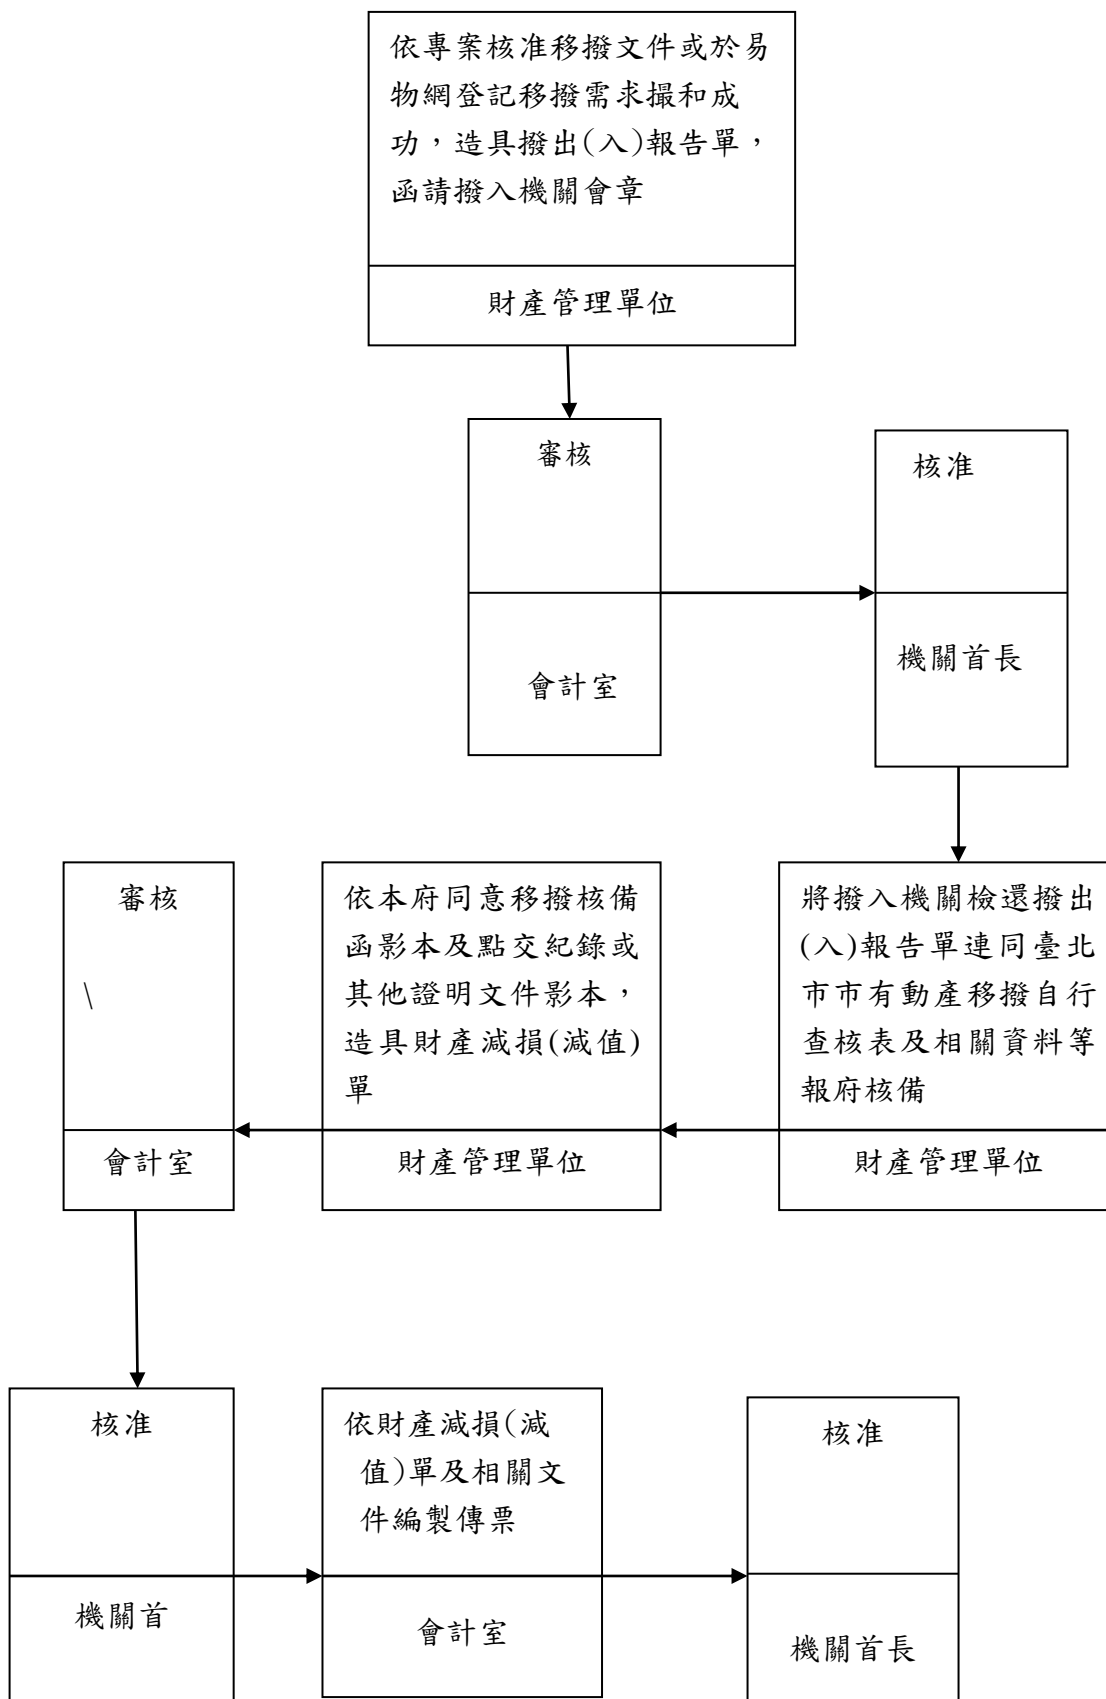 依專案核准移撥文件或於易
物網登記移撥需求撮和成
功，造具撥出(入)報告單，
函請撥入機關會章
財產管理單位
審核
會計室
核准
機關首長
將撥入機關檢還撥出
(入)報告單連同臺北
市市有動產移撥自行
查核表及相關資料等
報府核備
財產管理單位
依本府同意移撥核備
函影本及點交紀錄或
其他證明文件影本，
造具財產減損(減值)
單
財產管理單位
審核
\
會計室
核准
機關首
依財產減損(減
值)單及相關文
件編製傳票
會計室
核准
機關首長